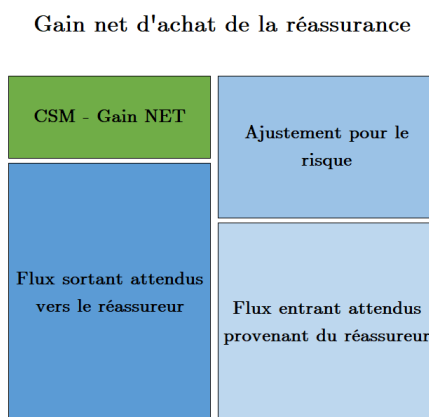 Gain net d'achat de la réassurance
CSM - Gain NET
Ajustement pour le
risque
Flux sortant attendus
vers le réassureur
Flux entrant attendus
provenant du réassureur